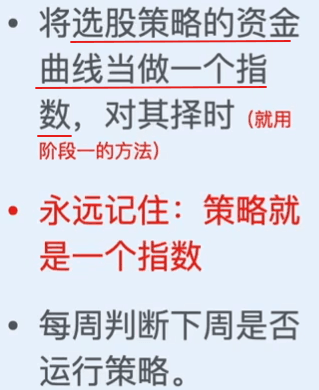 • 将选股策略的资金
曲线当做一个指
数，对其择时（就用
阶段一的方法）
• 永远记住：策略就
是一个指数
• 每周判断下周是否
运行策略。